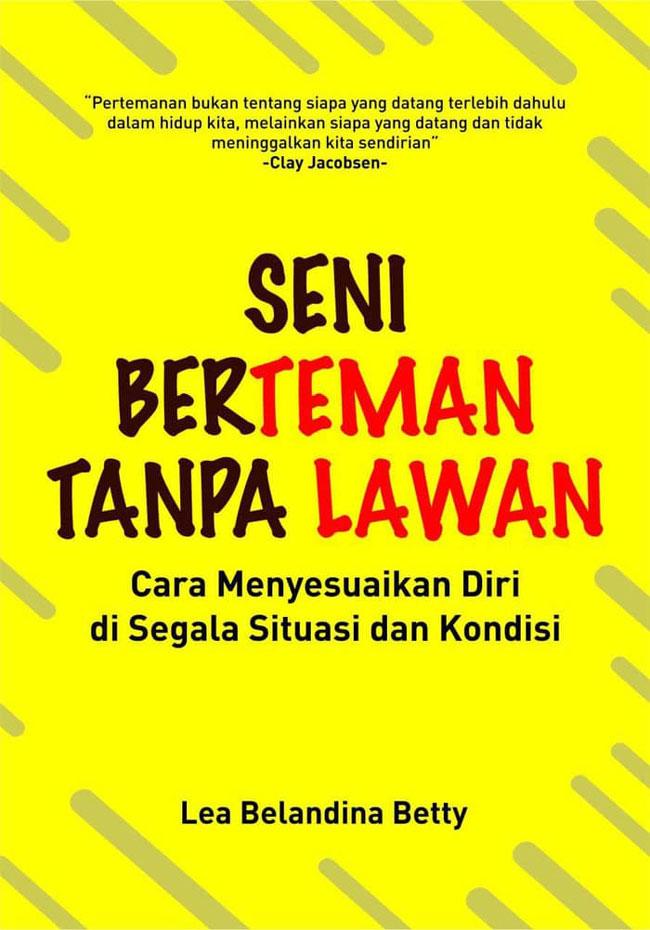 “Pertemanan bukan tentang siapa yang datang terlebih dahulu
dalam hidup kita, melainkan siapa yang datang dan tidak
meninggalkan kita sendirian”
-Clay Jacobsen-
SENI
BERTEMAN
TANPA LAWAN
Cara Menyesuaikan Diri
di Segala Situasi dan Kondisi
Lea Belandina Betty